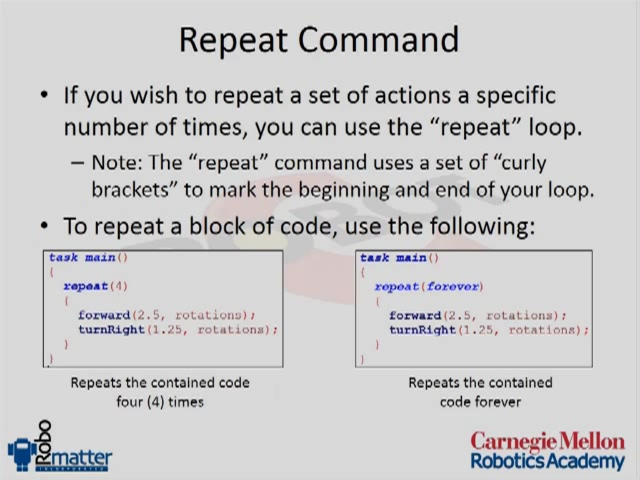 Repeat Command
• If you wish to repeat a set of actions a specific
number of times, you can use the “repeat” loop.
– Note: The “repeat” command uses a set of “curly
brackets” to mark the beginning and end of your loop.
• To repeat a block of code, use the following:
task main()
{
repeat(4)
{
forward(2.5, rotations);
turnRight(1.25, rotations);
}
}
Repeats the contained code
four (4) times
task main()
{
repeat(forever)
{
forward(2.5, rotations);
turnRight(1.25, rotations);
}
}
Repeats the contained
code forever
Robo
matter
INCORPORATED
Carnegie Mellon
Robotics Academy